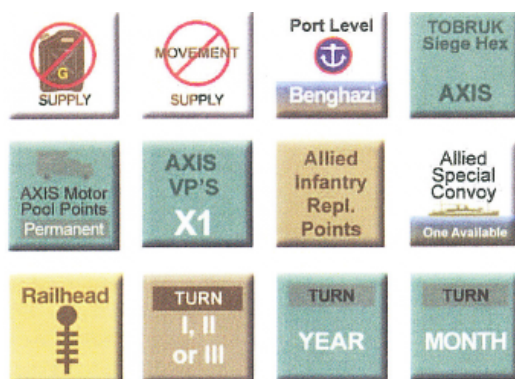 G
SUPPLY
MOVEMENT
SUPPLY
Port Level
Benghazi
TOBRUK
Siege Hex
AXIS
AXIS Motor
Pool Points
Permanent
AXIS
VP'S
X1
Allied
Infantry
Repl.
Points
Allied
Special
Convoy
One Available
Railhead
TURN
I, II
or III
TURN
YEAR
TURN
MONTH